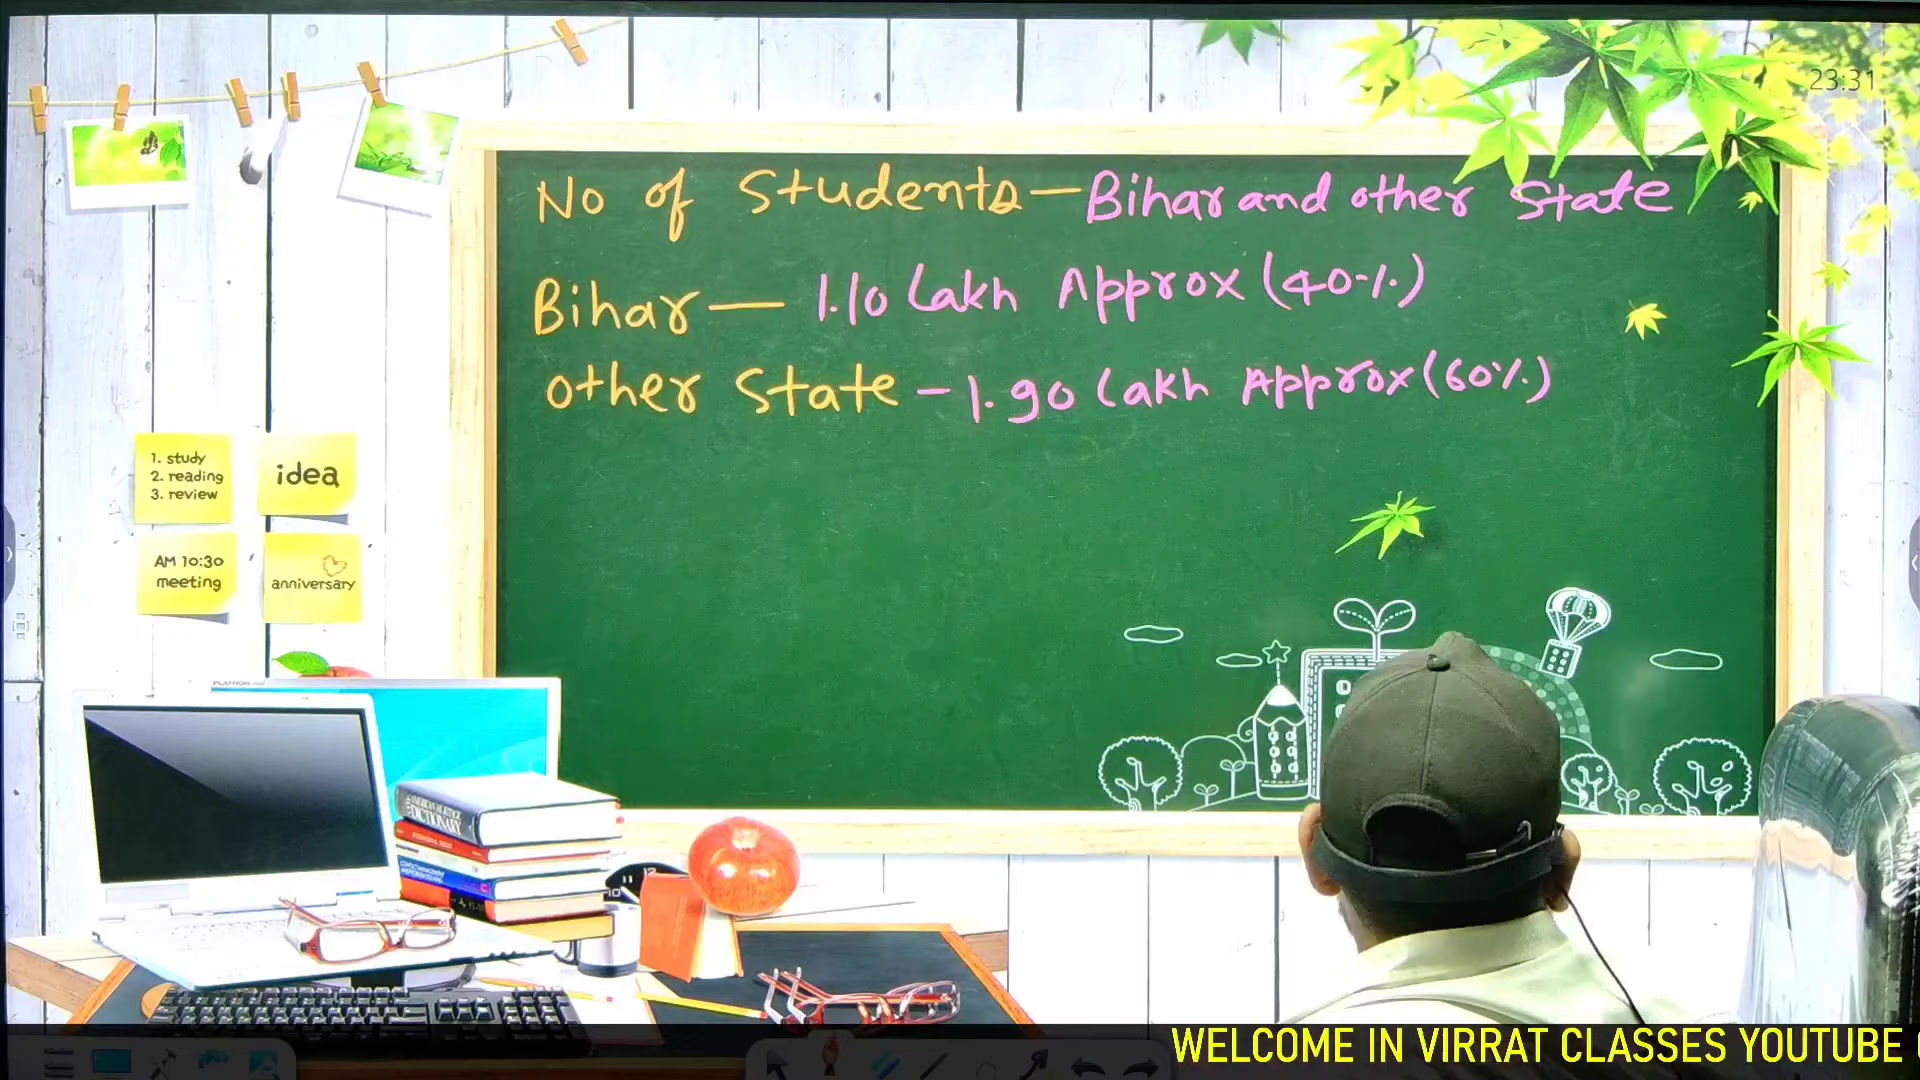 23:31
No of Students - Bihar and other State
Bihar - 1.10 Lakh Approx (40%)
other State - 1.90 Lakh Approx (60%)
1. study
2. reading
3. review
idea
AM 10:30
meeting
anniversary
DICTIONARY
WELCOME IN VIRRAT CLASSES YOUTUBE